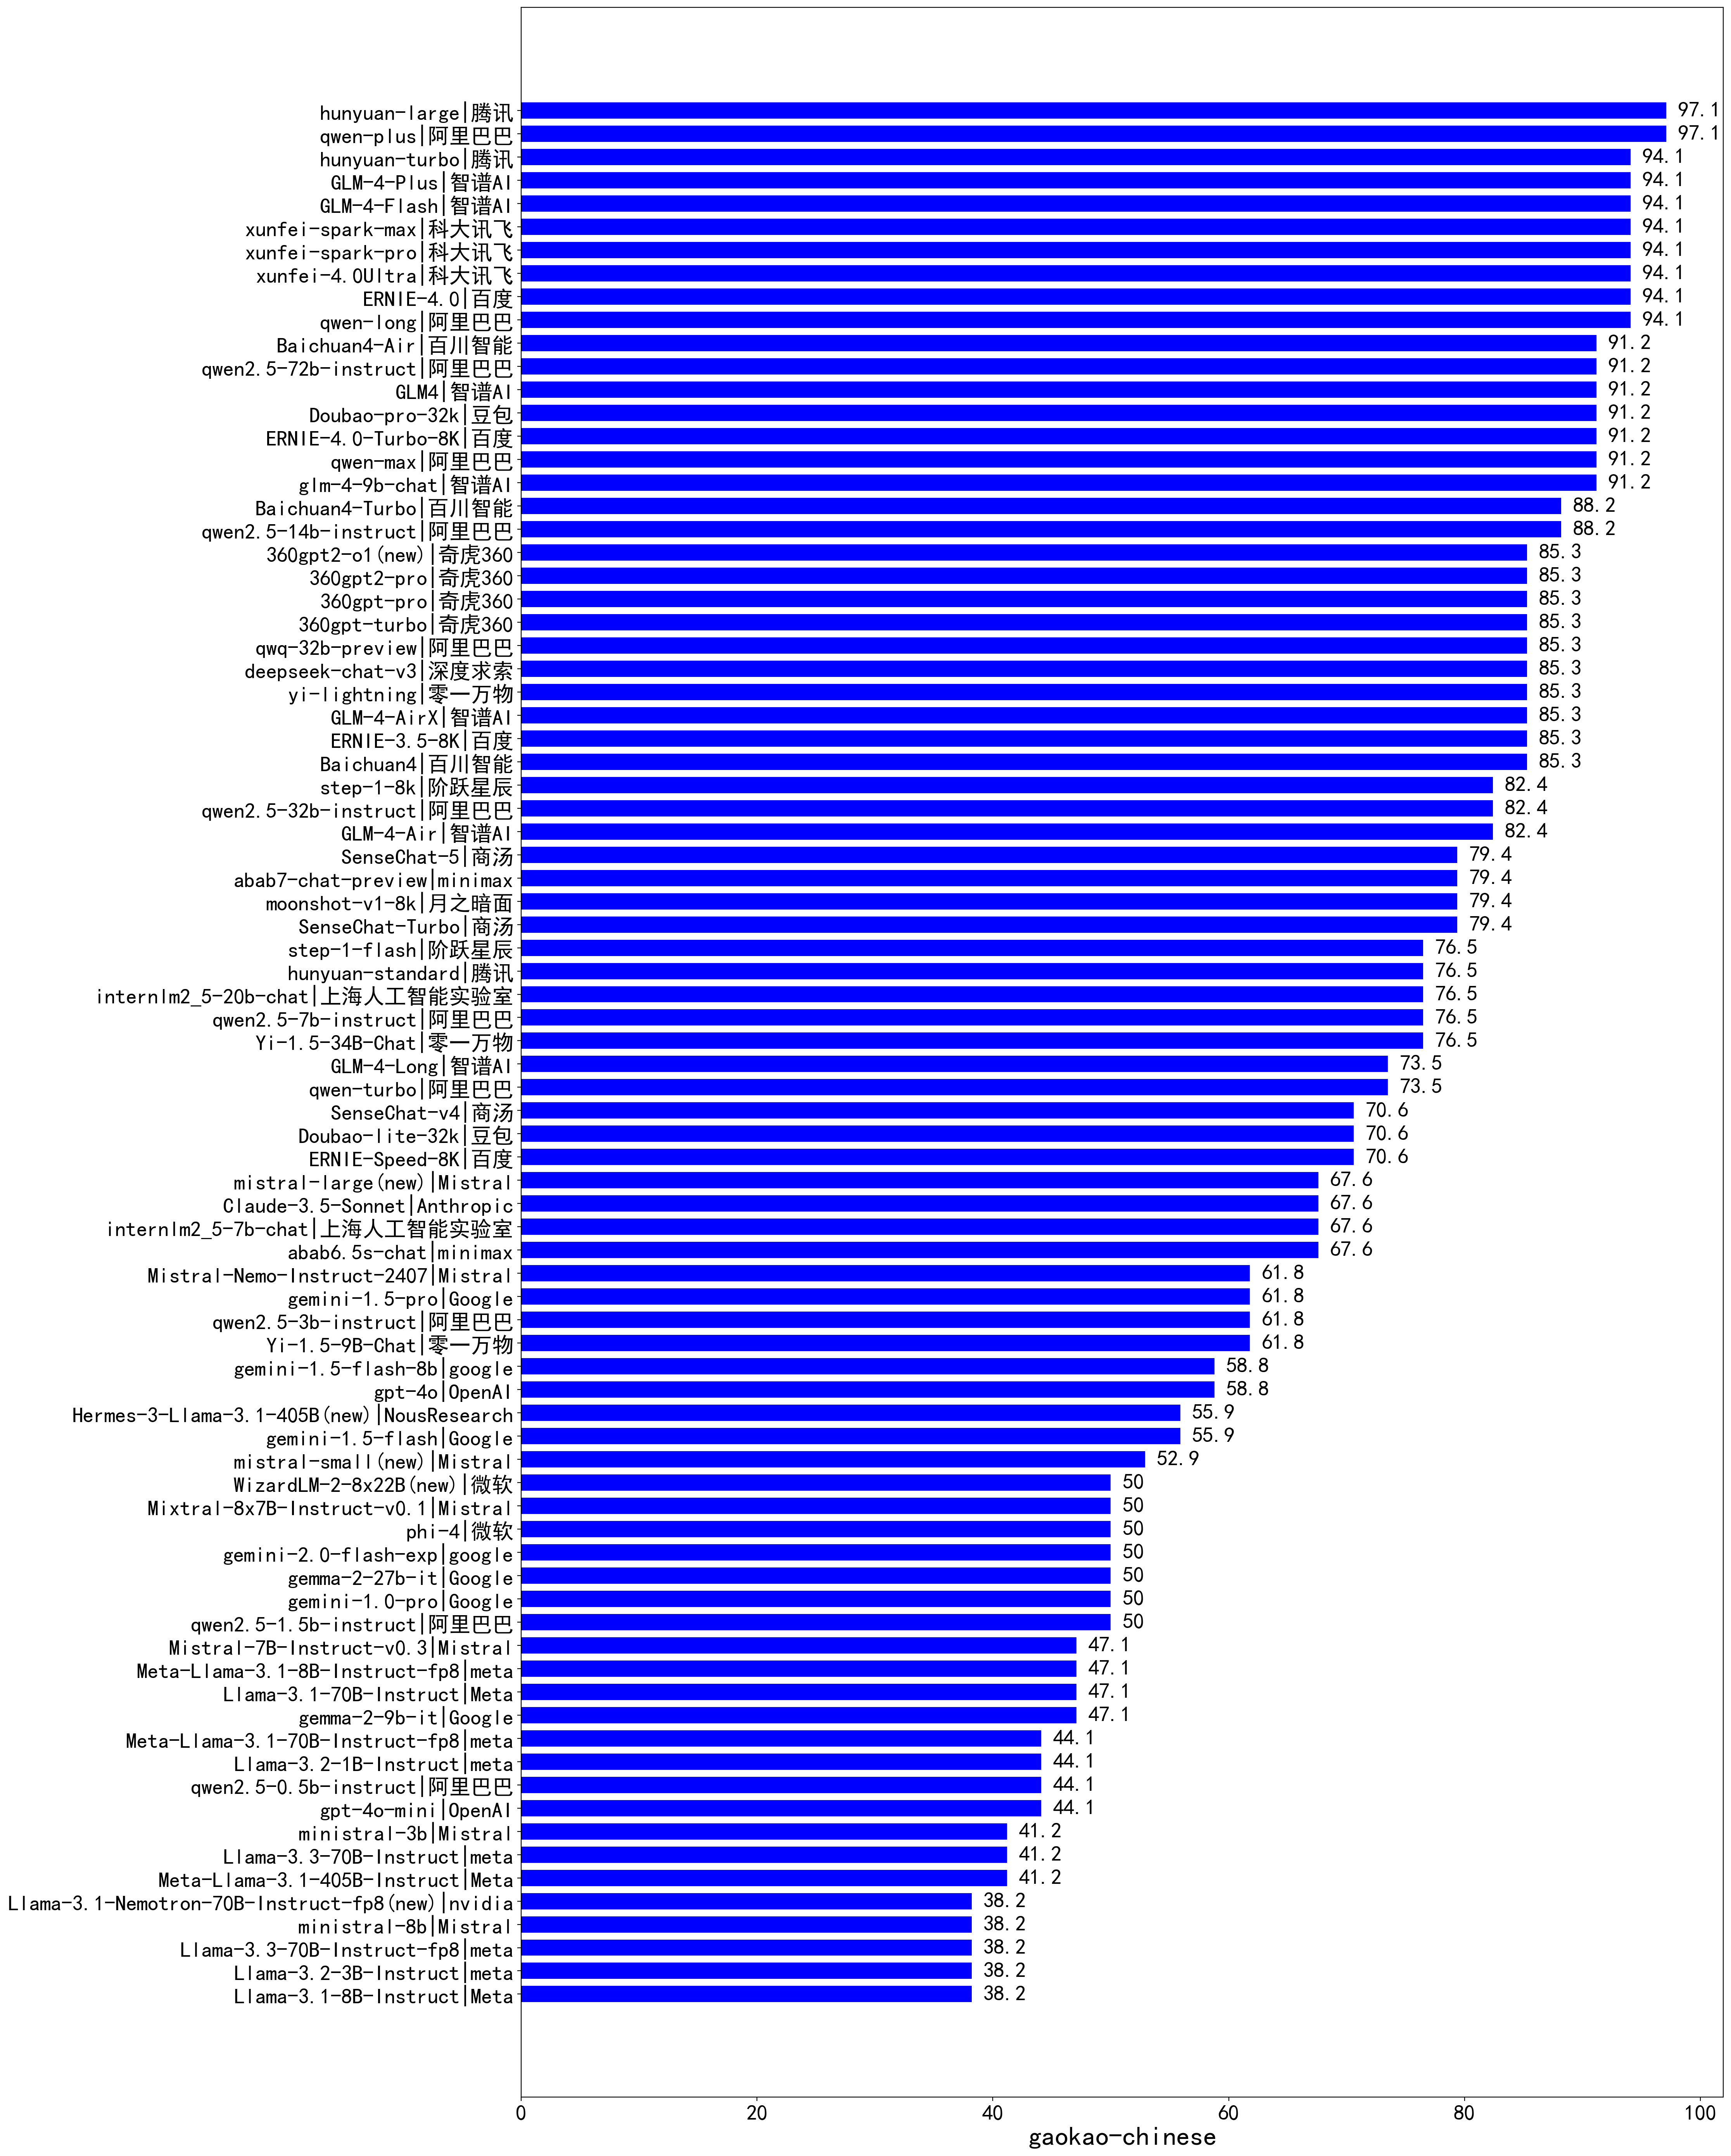 hunyuan-large|腾讯 97.1
qwen-plus|阿里巴巴 97.1
hunyuan-turbo|腾讯 94.1
GLM-4-Plus|智谱AI 94.1
GLM-4-Flash|智谱AI 94.1
xunfei-spark-max|科大讯飞 94.1
xunfei-spark-pro|科大讯飞 94.1
xunfei-4.0Ultra|科大讯飞 94.1
ERNIE-4.0|百度 94.1
qwen-long|阿里巴巴 94.1
Baichuan4-Air|百川智能 91.2
qwen2.5-72b-instruct|阿里巴巴 91.2
GLM4|智谱AI 91.2
Doubao-pro-32k|豆包 91.2
ERNIE-4.0-Turbo-8K|百度 91.2
qwen-max|阿里巴巴 91.2
glm-4-9b-chat|智谱AI 91.2
Baichuan4-Turbo|百川智能 88.2
qwen2.5-14b-instruct|阿里巴巴 88.2
360gpt2-o1(new)|奇虎360 85.3
360gpt2-pro|奇虎360 85.3
360gpt-pro|奇虎360 85.3
360gpt-turbo|奇虎360 85.3
qwq-32b-preview|阿里巴巴 85.3
deepseek-chat-v3|深度求索 85.3
yi-lightning|零一万物 85.3
GLM-4-AirX|智谱AI 85.3
ERNIE-3.5-8K|百度 85.3
Baichuan4|百川智能 85.3
step-1-8k|阶跃星辰 82.4
qwen2.5-32b-instruct|阿里巴巴 82.4
GLM-4-Air|智谱AI 82.4
SenseChat-5|商汤 79.4
abab7-chat-preview|minimax 79.4
moonshot-v1-8k|月之暗面 79.4
SenseChat-Turbo|商汤 79.4
step-1-flash|阶跃星辰 76.5
hunyuan-standard|腾讯 76.5
internlm2_5-20b-chat|上海人工智能实验室 76.5
qwen2.5-7b-instruct|阿里巴巴 76.5
Yi-1.5-34B-Chat|零一万物 76.5
GLM-4-Long|智谱AI 73.5
qwen-turbo|阿里巴巴 73.5
SenseChat-v4|商汤 70.6
Doubao-lite-32k|豆包 70.6
ERNIE-Speed-8K|百度 70.6
mistral-large(new)|Mistral 67.6
Claude-3.5-Sonnet|Anthropic 67.6
internlm2_5-7b-chat|上海人工智能实验室 67.6
abab6.5s-chat|minimax 67.6
Mistral-Nemo-Instruct-2407|Mistral 61.8
gemini-1.5-pro|Google 61.8
qwen2.5-3b-instruct|阿里巴巴 61.8
Yi-1.5-9B-Chat|零一万物 61.8
gemini-1.5-flash-8b|google 58.8
gpt-4o|OpenAI 58.8
Hermes-3-Llama-3.1-405B(new)|NousResearch 55.9
gemini-1.5-flash|Google 55.9
mistral-small(new)|Mistral 52.9
WizardLM-2-8x22B(new)|微软 50
Mixtral-8x7B-Instruct-v0.1|Mistral 50
phi-4|微软 50
gemini-2.0-flash-exp|google 50
gemma-2-27b-it|Google 50
gemini-1.0-pro|Google 50
qwen2.5-1.5b-instruct|阿里巴巴 50
Mistral-7B-Instruct-v0.3|Mistral 47.1
Meta-Llama-3.1-8B-Instruct-fp8|meta 47.1
Llama-3.1-70B-Instruct|Meta 47.1
gemma-2-9b-it|Google 47.1
Meta-Llama-3.1-70B-Instruct-fp8|meta 44.1
Llama-3.2-1B-Instruct|meta 44.1
qwen2.5-0.5b-instruct|阿里巴巴 44.1
gpt-4o-mini|OpenAI 44.1
ministral-3b|Mistral 41.2
Llama-3.3-70B-Instruct|meta 41.2
Meta-Llama-3.1-405B-Instruct|Meta 41.2
Llama-3.1-Nemotron-70B-Instruct-fp8(new)|nvidia 38.2
ministral-8b|Mistral 38.2
Llama-3.3-70B-Instruct-fp8|meta 38.2
Llama-3.2-3B-Instruct|meta 38.2
Llama-3.1-8B-Instruct|Meta 38.2
0 20 40 60 80 100
gaokao-chinese